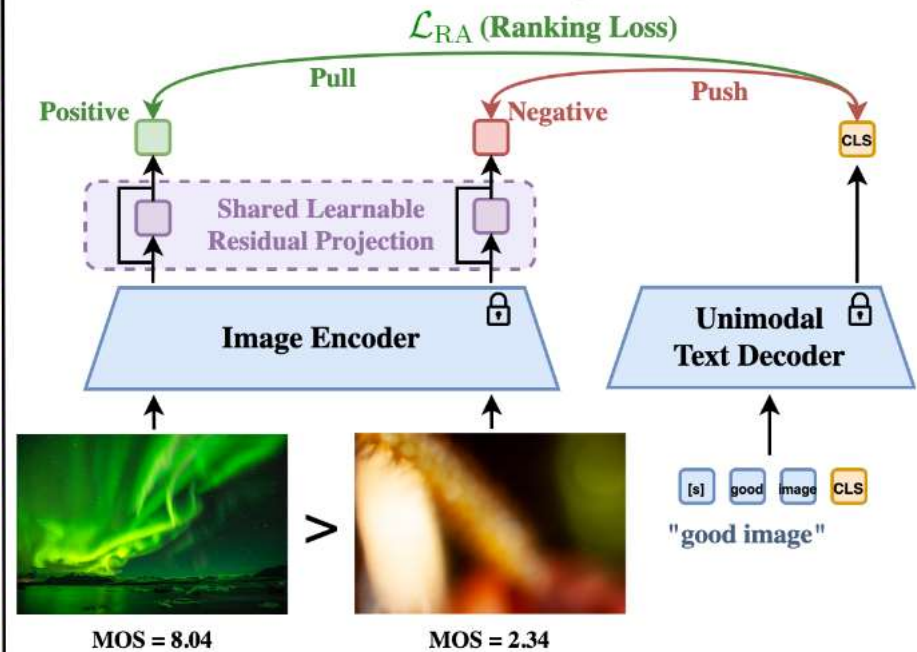 L_RA (Ranking Loss)
Pull
Push
Positive
Negative
CLS
Shared Learnable
Residual Projection
Image Encoder
Unimodal
Text Decoder
[s] good image CLS
"good image"
>
MOS = 8.04
MOS = 2.34